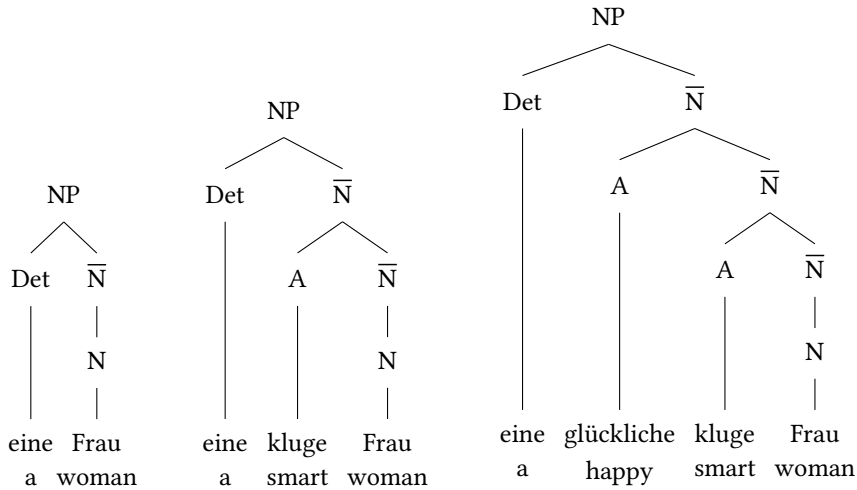 NP
Det N̅
N
eine Frau
a woman
NP
Det N̅
A N̅
N
eine kluge Frau
a smart woman
NP
Det N̅
A N̅
A N̅
N
eine glückliche kluge Frau
a happy smart woman